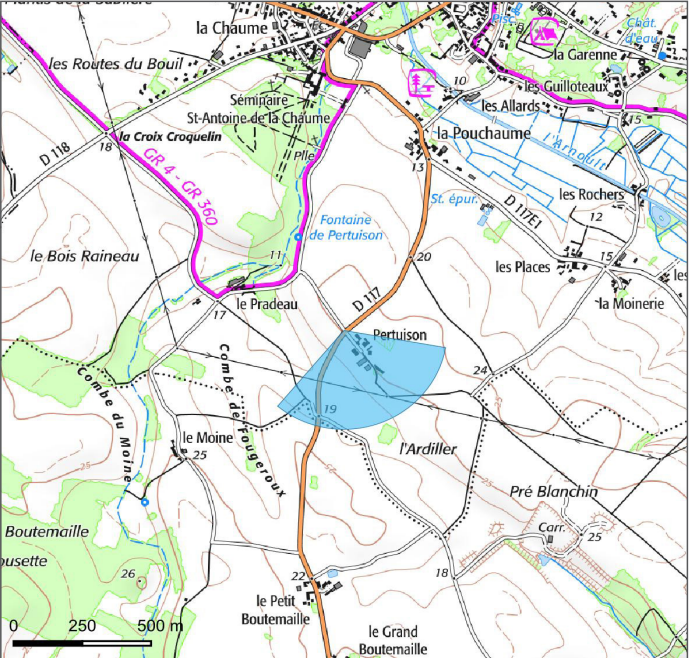 la Chaume
Pisc.
Chât.
d'eau
les Routes du Bouil
la Garenne
10
les Guilloteaux
Séminaire
St-Antoine de la Chaume
les Allards
15
la Croix Croquelin
18
la Pouchaume
l'Arnoult
D 118
GR 4 - GR 360
Plle
13
St. épur.
D 117E1
les Rochers
12
Fontaine
de Pertuison
le Bois Raineau
11
20
les Places
15
les
la Moinerie
le Pradeau
17
D 117
Pertuison
24
Combe du Moine
Combe de Fougeroux
19
le Moine
25
l'Ardiller
25
Pré Blanchin
Carr.
25
Boutemaille
ousette
26
22
18
le Petit
Boutemaille
le Grand
Boutemaille
0 250 500 m